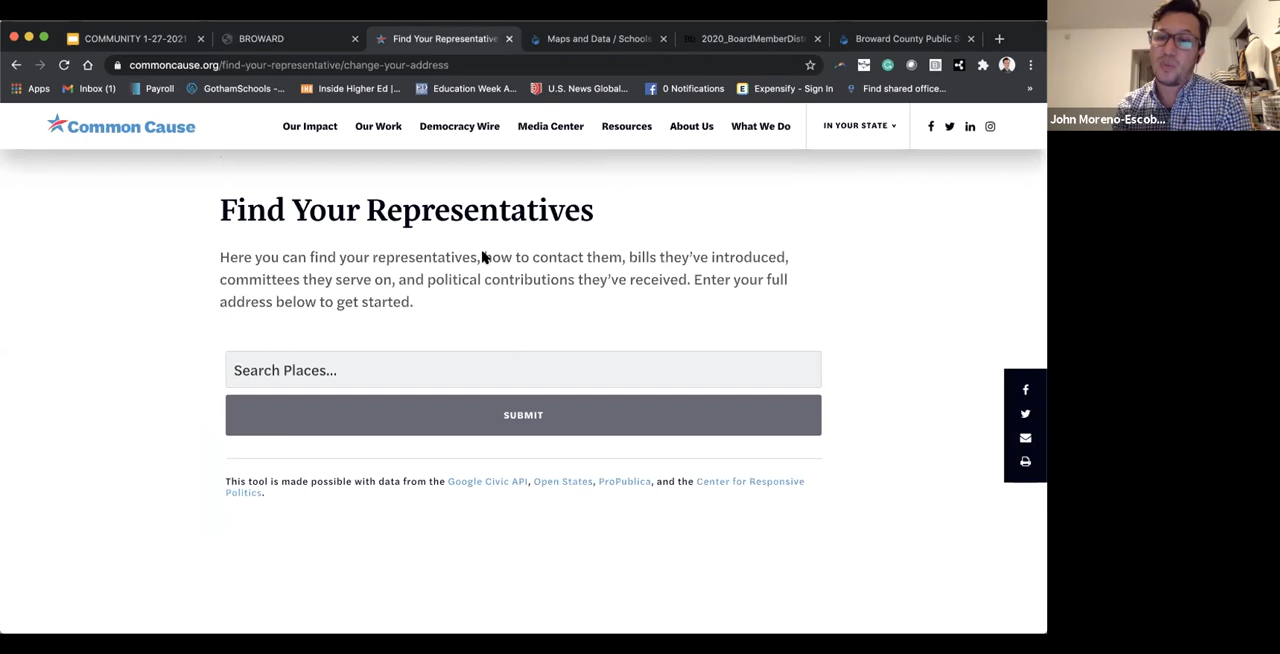 COMMUNITY 1-27-2021
BROWARD
Find Your Representative
Maps and Data / Schools
2020_BoardMemberDist
Broward County Public S
commoncause.org/find-your-representative/change-your-address
Apps
Inbox (1)
Payroll
GothamSchools –...
Inside Higher Ed |...
Education Week A...
U.S. News Global...
0 Notifications
Expensify - Sign In
Find shared office...
»
Common Cause
Our Impact
Our Work
Democracy Wire
Media Center
Resources
About Us
What We Do
IN YOUR STATE
Find Your Representatives
Here you can find your representatives, how to contact them, bills they've introduced,
committees they serve on, and political contributions they've received. Enter your full
address below to get started.
Search Places...
SUBMIT
This tool is made possible with data from the Google Civic API, Open States, ProPublica, and the Center for Responsive
Politics.
John Moreno-Escob...